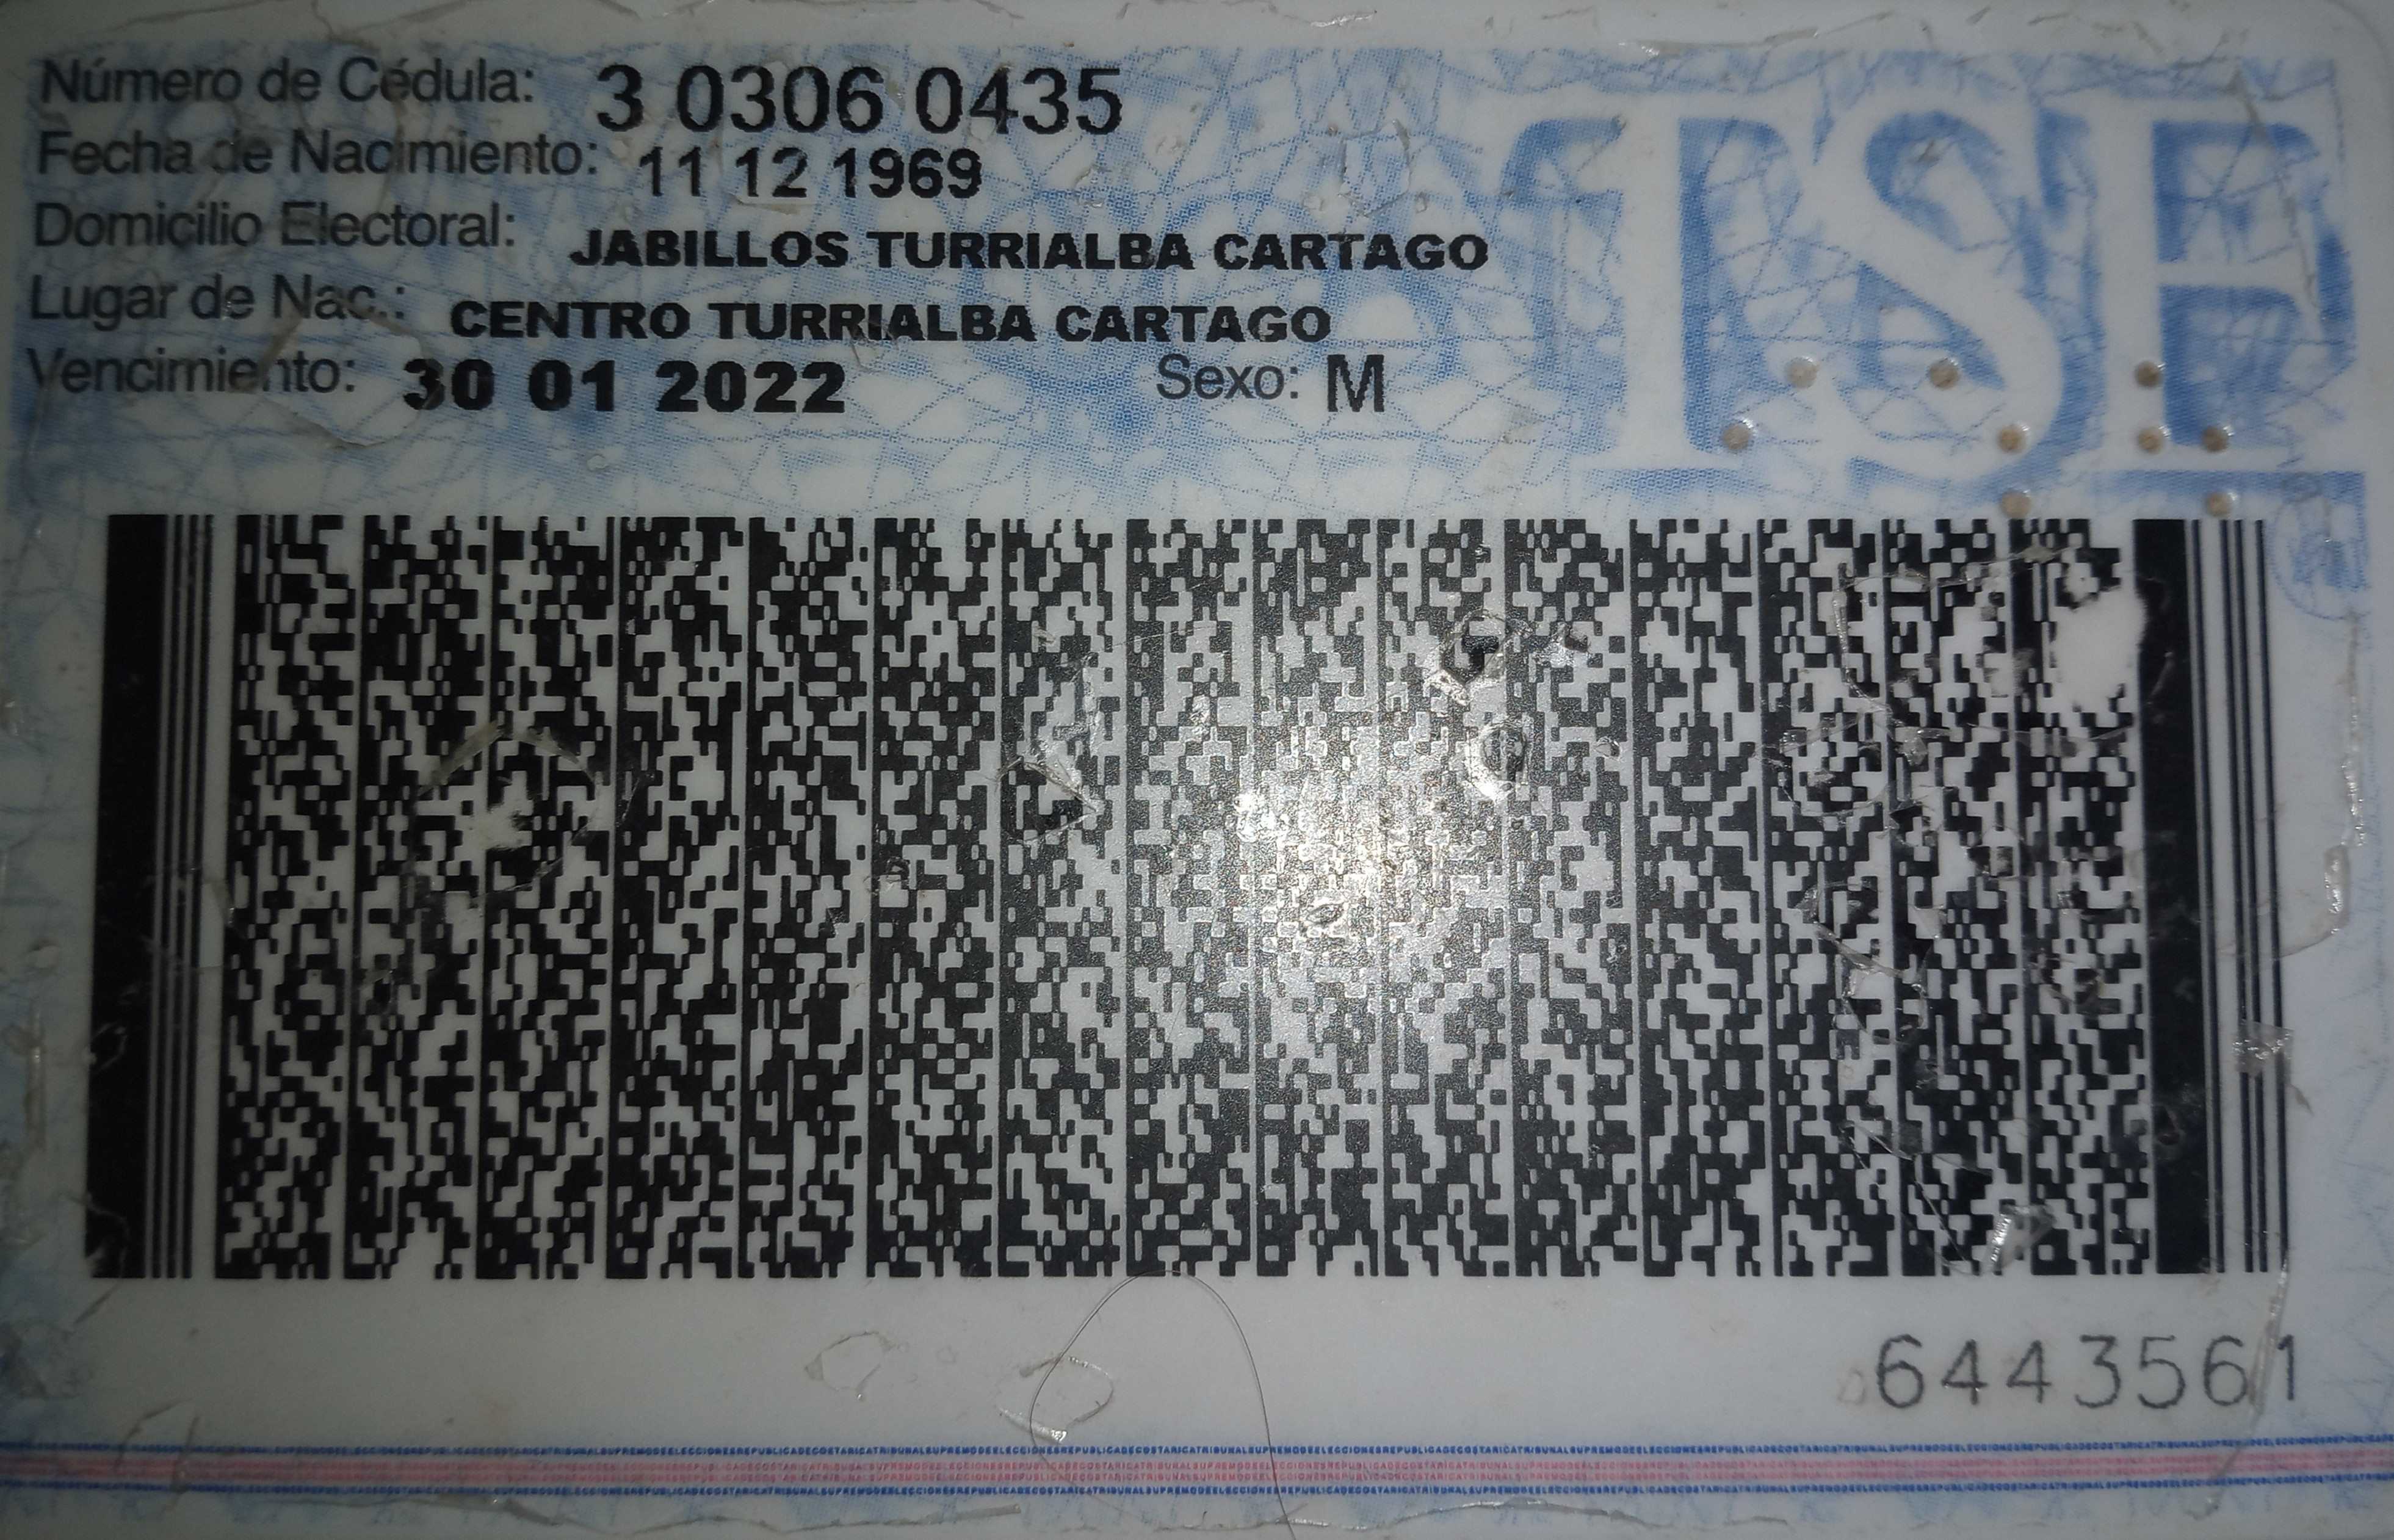 Número de Cédula: 3 0306 0435
Fecha de Nacimiento: 11 12 1969
Domicilio Electoral: JABILLOS TURRIALBA CARTAGO
Lugar de Nac.: CENTRO TURRIALBA CARTAGO
Vencimiento: 30 01 2022 Sexo: M
TSE
6443561